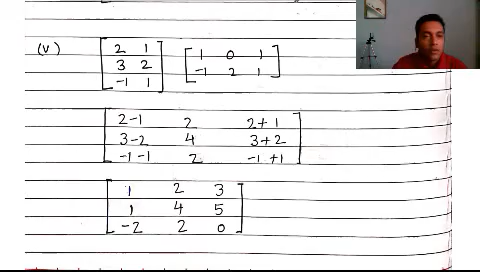 (v) [2 1] [1 0 1]
[3 2] [-1 2 1]
[-1 1]
[2-1 2 2+1]
[3-2 4 3+2]
[-1-1 2 -1+1]
[1 2 3]
[1 4 5]
[-2 2 0]